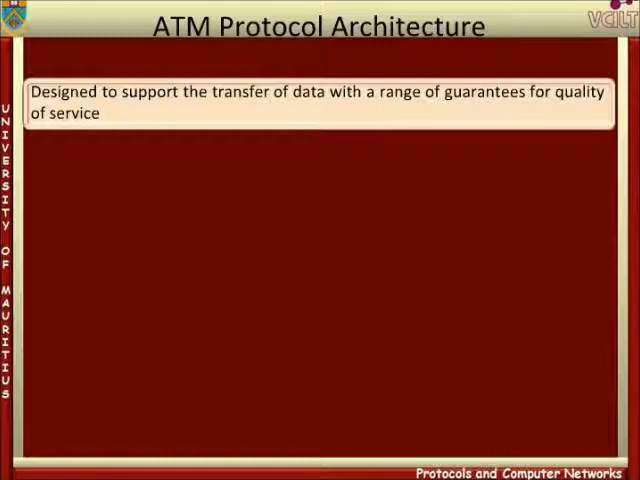 ATM Protocol Architecture
VCILT
Designed to support the transfer of data with a range of guarantees for quality
of service
UNIVERSITY OF MAURITIUS
Protocols and Computer Networks